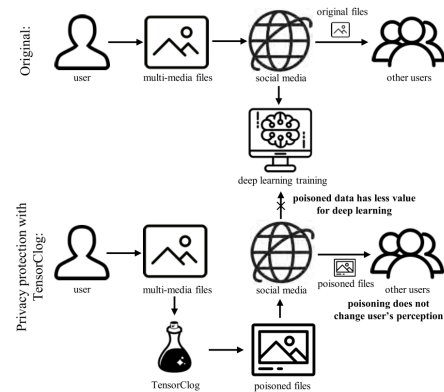 Original:
original files
user
multi-media files
social media
other users
deep learning training
poisoned data has less value
for deep learning
Privacy protection with
TensorClog:
user
multi-media files
social media
poisoned files
other users
poisoning does not
change user's perception
TensorClog
poisoned files